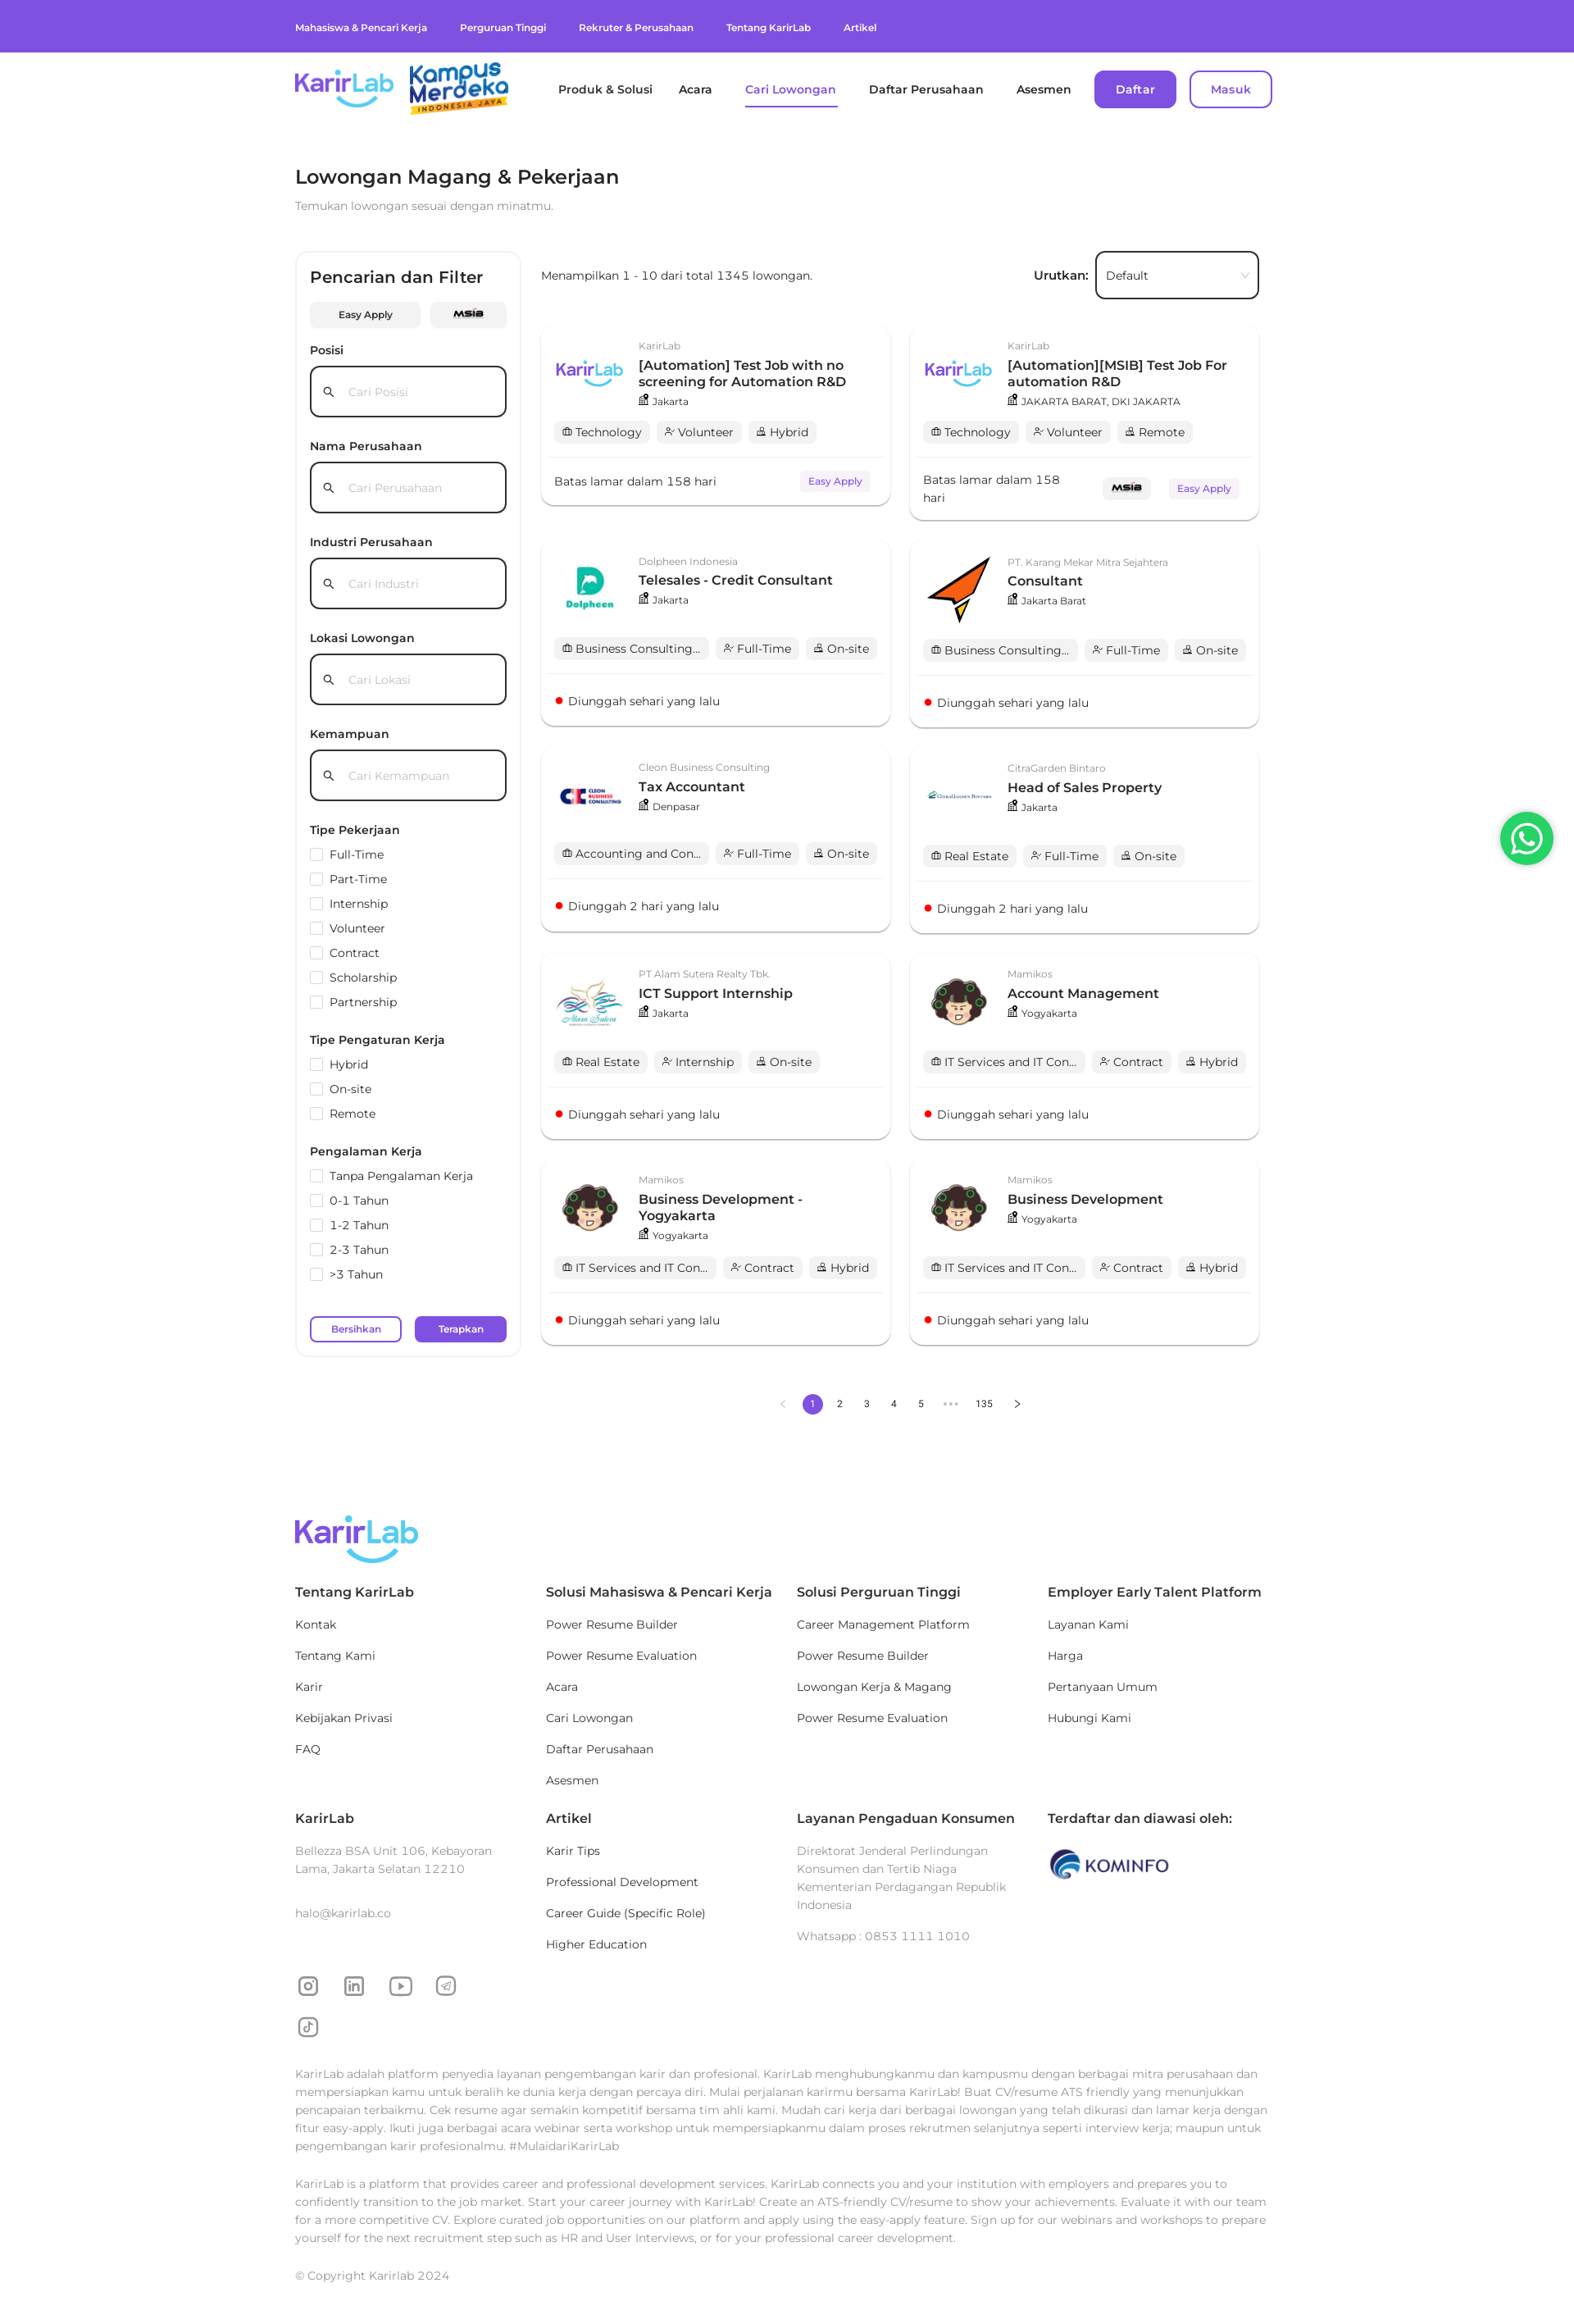 Mahasiswa & Pencari Kerja
Perguruan Tinggi
Rekruter & Perusahaan
Tentang KarirLab
Artikel
KarirLab
Kampus
Merdeka
INDONESIA JAYA
Produk & Solusi
Acara
Cari Lowongan
Daftar Perusahaan
Asesmen
Daftar
Masuk
Lowongan Magang & Pekerjaan
Temukan lowongan sesuai dengan minatmu.
Pencarian dan Filter
Easy Apply
MSIB
Posisi
Cari Posisi
Nama Perusahaan
Cari Perusahaan
Industri Perusahaan
Cari Industri
Lokasi Lowongan
Cari Lokasi
Kemampuan
Cari Kemampuan
Tipe Pekerjaan
Full-Time
Part-Time
Internship
Volunteer
Contract
Scholarship
Partnership
Tipe Pengaturan Kerja
Hybrid
On-site
Remote
Pengalaman Kerja
Tanpa Pengalaman Kerja
0-1 Tahun
1-2 Tahun
2-3 Tahun
>3 Tahun
Bersihkan
Terapkan
Menampilkan 1 - 10 dari total 1345 lowongan.
Urutkan:
Default
KarirLab
KarirLab
[Automation] Test Job with no
screening for Automation R&D
Jakarta
Technology
Volunteer
Hybrid
Batas lamar dalam 158 hari
Easy Apply
KarirLab
KarirLab
[Automation][MSIB] Test Job For
automation R&D
JAKARTA BARAT, DKI JAKARTA
Technology
Volunteer
Remote
Batas lamar dalam 158
hari
MSIB
Easy Apply
Dolpheen
Dolpheen Indonesia
Telesales - Credit Consultant
Jakarta
Business Consulting...
Full-Time
On-site
Diunggah sehari yang lalu
PT. Karang Mekar Mitra Sejahtera
Consultant
Jakarta Barat
Business Consulting...
Full-Time
On-site
Diunggah sehari yang lalu
CLEON
BUSINESS
CONSULTING
Cleon Business Consulting
Tax Accountant
Denpasar
Accounting and Con...
Full-Time
On-site
Diunggah 2 hari yang lalu
CitraGarden Bintaro
CitraGarden Bintaro
Head of Sales Property
Jakarta
Real Estate
Full-Time
On-site
Diunggah 2 hari yang lalu
Alam Sutera
PT Alam Sutera Realty Tbk.
ICT Support Internship
Jakarta
Real Estate
Internship
On-site
Diunggah sehari yang lalu
Mamikos
Account Management
Yogyakarta
IT Services and IT Con...
Contract
Hybrid
Diunggah sehari yang lalu
Mamikos
Business Development -
Yogyakarta
Yogyakarta
IT Services and IT Con...
Contract
Hybrid
Diunggah sehari yang lalu
Mamikos
Business Development
Yogyakarta
IT Services and IT Con...
Contract
Hybrid
Diunggah sehari yang lalu
1 2 3 4 5 ••• 135
KarirLab
Tentang KarirLab
Kontak
Tentang Kami
Karir
Kebijakan Privasi
FAQ
Solusi Mahasiswa & Pencari Kerja
Power Resume Builder
Power Resume Evaluation
Acara
Cari Lowongan
Daftar Perusahaan
Asesmen
Solusi Perguruan Tinggi
Career Management Platform
Power Resume Builder
Lowongan Kerja & Magang
Power Resume Evaluation
Employer Early Talent Platform
Layanan Kami
Harga
Pertanyaan Umum
Hubungi Kami
KarirLab
Bellezza BSA Unit 106, Kebayoran
Lama, Jakarta Selatan 12210
halo@karirlab.co
Artikel
Karir Tips
Professional Development
Career Guide (Specific Role)
Higher Education
Layanan Pengaduan Konsumen
Direktorat Jenderal Perlindungan
Konsumen dan Tertib Niaga
Kementerian Perdagangan Republik
Indonesia
Whatsapp : 0853 1111 1010
Terdaftar dan diawasi oleh:
KOMINFO
KarirLab adalah platform penyedia layanan pengembangan karir dan profesional. KarirLab menghubungkanmu dan kampusmu dengan berbagai mitra perusahaan dan
mempersiapkan kamu untuk beralih ke dunia kerja dengan percaya diri. Mulai perjalanan karirmu bersama KarirLab! Buat CV/resume ATS friendly yang menunjukkan
pencapaian terbaikmu. Cek resume agar semakin kompetitif bersama tim ahli kami. Mudah cari kerja dari berbagai lowongan yang telah dikurasi dan lamar kerja dengan
fitur easy-apply. Ikuti juga berbagai acara webinar serta workshop untuk mempersiapkanmu dalam proses rekrutmen selanjutnya seperti interview kerja; maupun untuk
pengembangan karir profesionalmu. #MulaidariKarirLab
KarirLab is a platform that provides career and professional development services. KarirLab connects you and your institution with employers and prepares you to
confidently transition to the job market. Start your career journey with KarirLab! Create an ATS-friendly CV/resume to show your achievements. Evaluate it with our team
for a more competitive CV. Explore curated job opportunities on our platform and apply using the easy-apply feature. Sign up for our webinars and workshops to prepare
yourself for the next recruitment step such as HR and User Interviews, or for your professional career development.
© Copyright Karirlab 2024